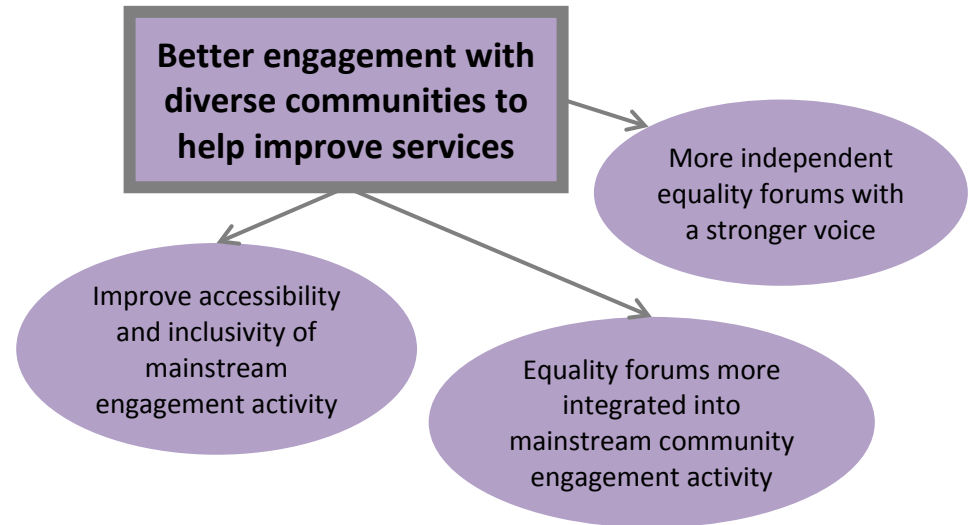 Better engagement with
diverse communities to
help improve services
More independent
equality forums with
a stronger voice
Improve accessibility
and inclusivity of
mainstream
engagement activity
Equality forums more
integrated into
mainstream community
engagement activity